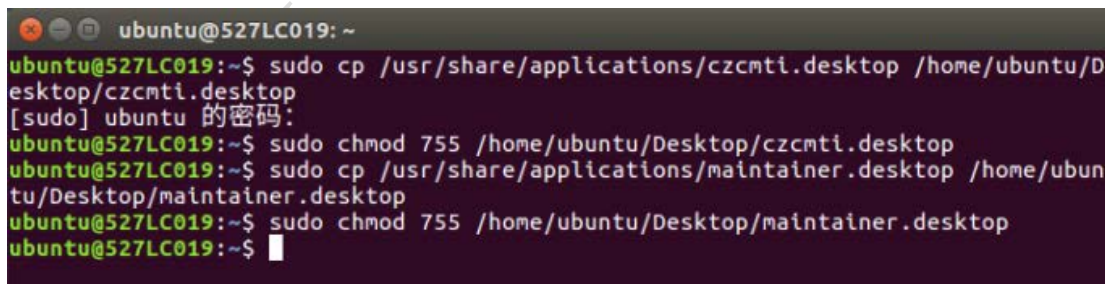 ubuntu@527LC019: ~
ubuntu@527LC019:~$ sudo cp /usr/share/applications/czcmti.desktop /home/ubuntu/D
esktop/czcmti.desktop
[sudo] ubuntu 的密码：
ubuntu@527LC019:~$ sudo chmod 755 /home/ubuntu/Desktop/czcmti.desktop
ubuntu@527LC019:~$ sudo cp /usr/share/applications/maintainer.desktop /home/ubun
tu/Desktop/maintainer.desktop
ubuntu@527LC019:~$ sudo chmod 755 /home/ubuntu/Desktop/maintainer.desktop
ubuntu@527LC019:~$